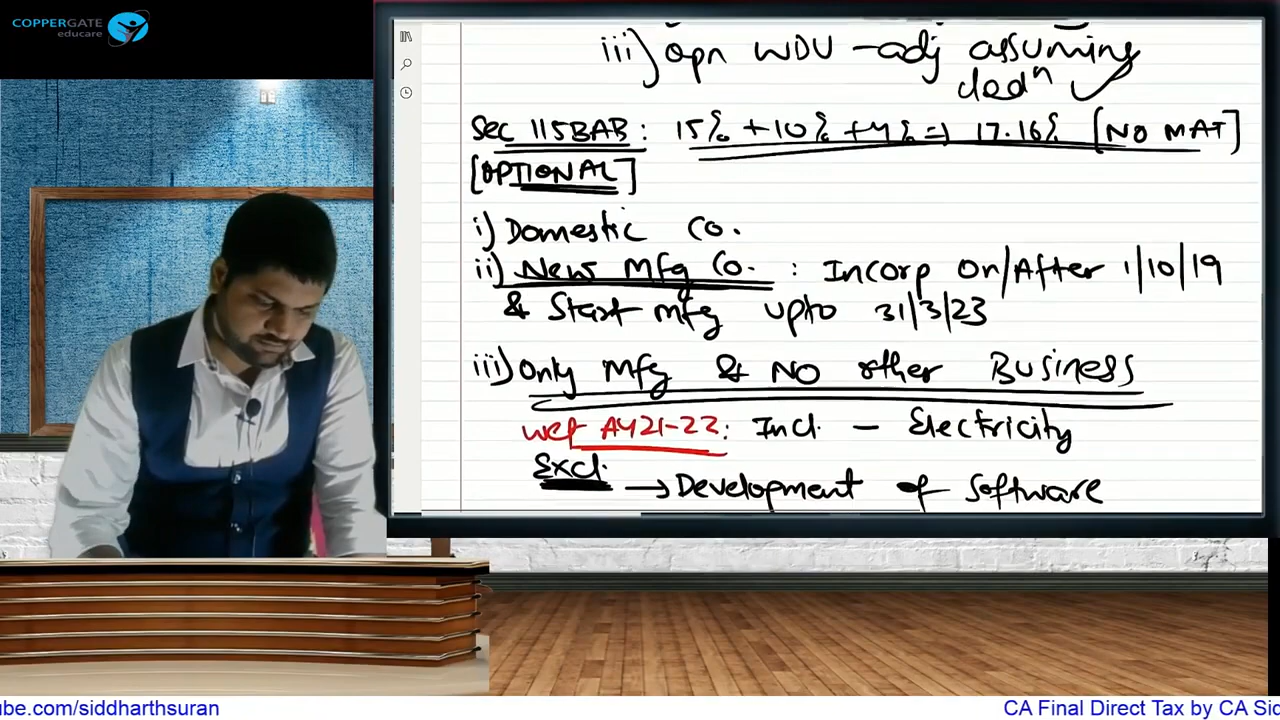 COPPERGATE
educare
iii) opn WDU - adj assuming
dedⁿ
Sec 115BAB : 15% + 10% + 4% => 17.16% [NO MAT]
[OPTIONAL]
i) Domestic Co.
ii) New Mfg Co. : Incorp On/After 1/10/19
& Start mfg upto 31/3/23
iii) Only Mfg & NO other Business
wef AY21-22 : Incl. - Electricity
Excl.
→ Development of Software
ube.com/siddharthsuran
CA Final Direct Tax by CA Sid